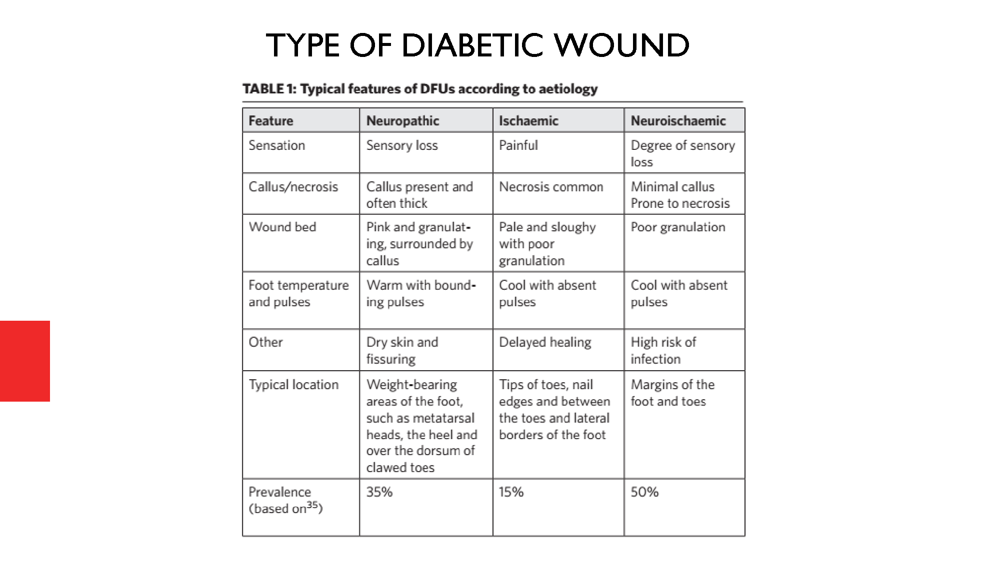 TYPE OF DIABETIC WOUND
TABLE 1: Typical features of DFUs according to aetiology
Feature
Neuropathic
Ischaemic
Neuroischaemic
Sensation
Sensory loss
Painful
Degree of sensory
loss
Callus/necrosis
Callus present and
often thick
Necrosis common
Minimal callus
Prone to necrosis
Wound bed
Pink and granulat-
ing, surrounded by
callus
Pale and sloughy
with poor
granulation
Poor granulation
Foot temperature
and pulses
Warm with bound-
ing pulses
Cool with absent
pulses
Cool with absent
pulses
Other
Dry skin and
fissuring
Delayed healing
High risk of
infection
Typical location
Weight-bearing
areas of the foot,
such as metatarsal
heads, the heel and
over the dorsum of
clawed toes
Tips of toes, nail
edges and between
the toes and lateral
borders of the foot
Margins of the
foot and toes
Prevalence
(based on35)
35%
15%
50%